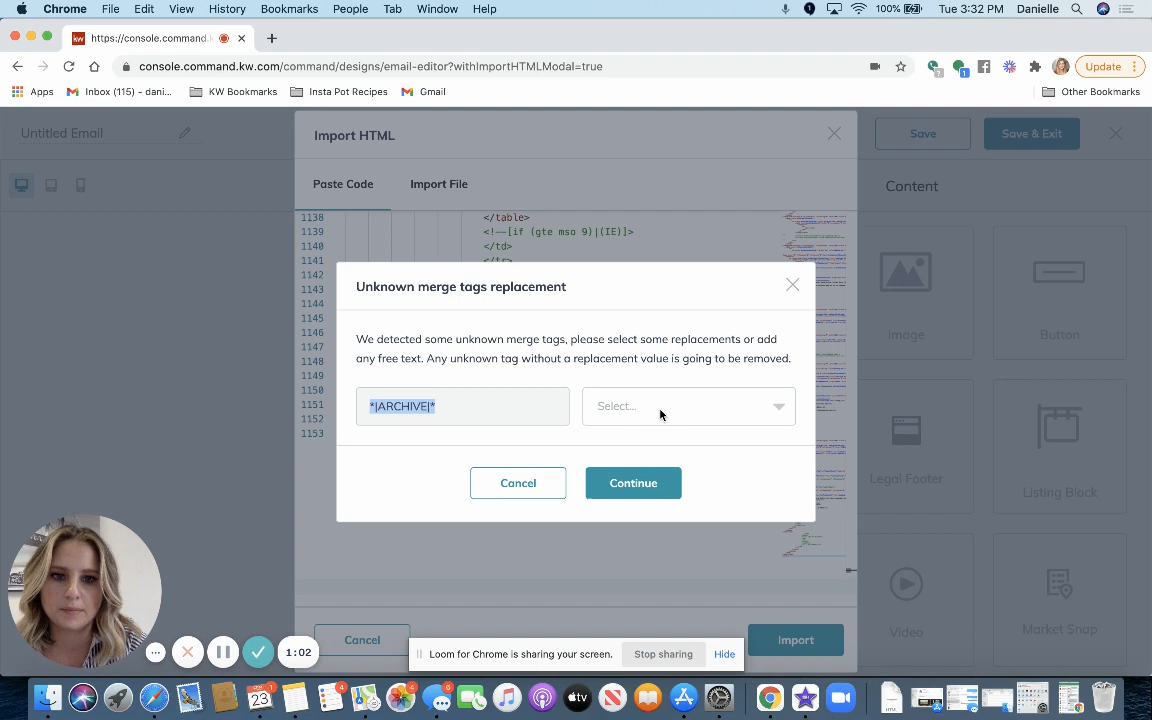 Chrome File Edit View History Bookmarks People Tab Window Help 100% Tue 3:32 PM Danielle
kw https://console.command.
console.command.kw.com/command/designs/email-editor?withImportHTMLModal=true Update
Apps Inbox (115) - dani... KW Bookmarks Insta Pot Recipes Gmail Other Bookmarks
Untitled Email Import HTML Save Save & Exit
Paste Code Import File Content
1138 </table>
1139 <!--[if (gte mso 9)|(IE)]>
1140 </td>
1141 </tr>
1142
1143
1144
1145
1146
1147
1148
1149
1150
1151
1152
1153
Unknown merge tags replacement
We detected some unknown merge tags, please select some replacements or add
any free text. Any unknown tag without a replacement value is going to be removed.
*|ARCHIVE|* Select...
Cancel Continue
Image Button
Legal Footer Listing Block
Video Market Snap
Cancel Import
1:02
Loom for Chrome is sharing your screen. Stop sharing Hide